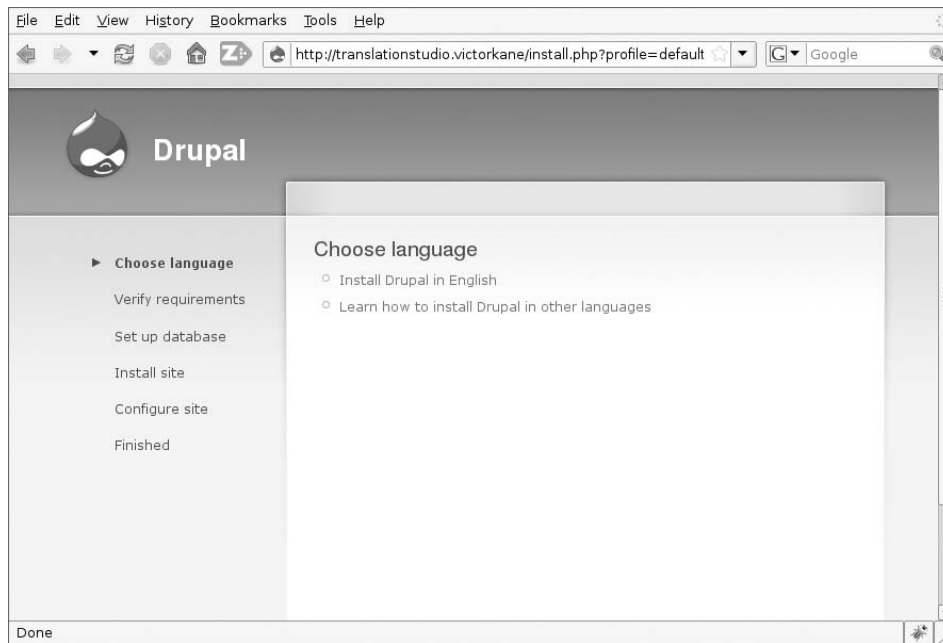 File Edit View History Bookmarks Tools Help
http://translationstudio.victorkane/install.php?profile=default
G Google
Drupal
Choose language
Verify requirements
Set up database
Install site
Configure site
Finished
Choose language
Install Drupal in English
Learn how to install Drupal in other languages
Done